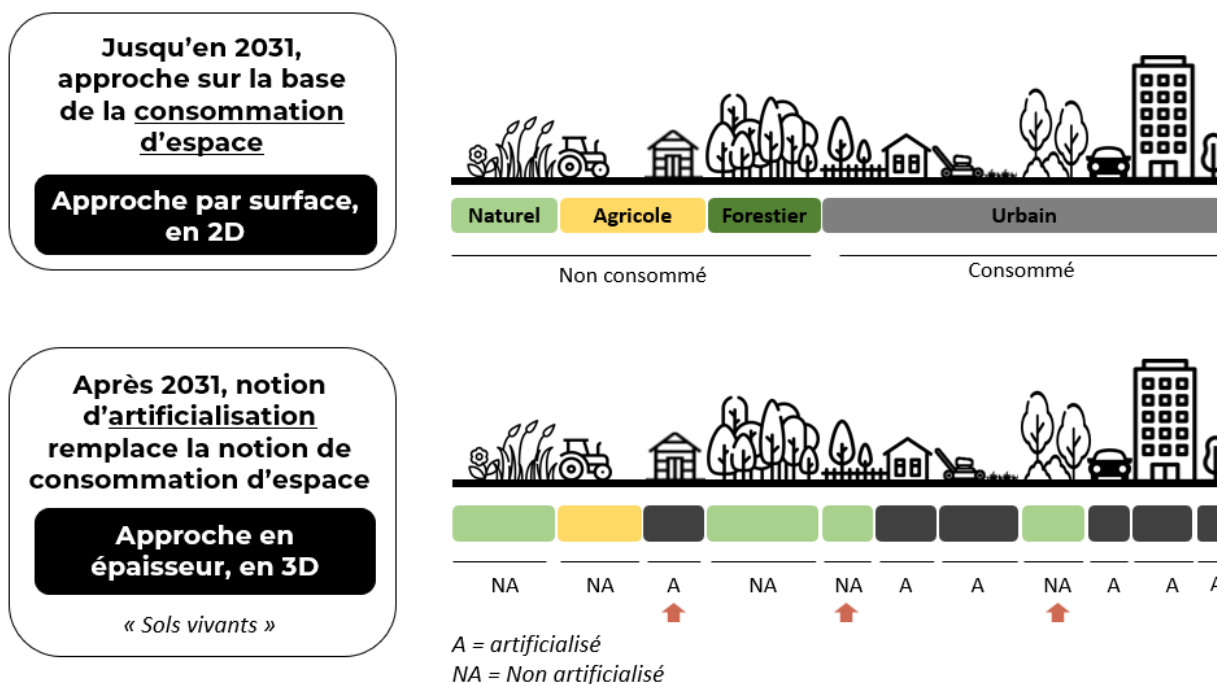 Jusqu'en 2031,
approche sur la base
de la consommation
d'espace
Approche par surface,
en 2D
Naturel Agricole Forestier Urbain
Non consommé Consommé
Après 2031, notion
d'artificialisation
remplace la notion de
consommation d'espace
Approche en
épaisseur, en 3D
« Sols vivants »
NA NA A NA NA A A NA A A A
A = artificialisé
NA = Non artificialisé